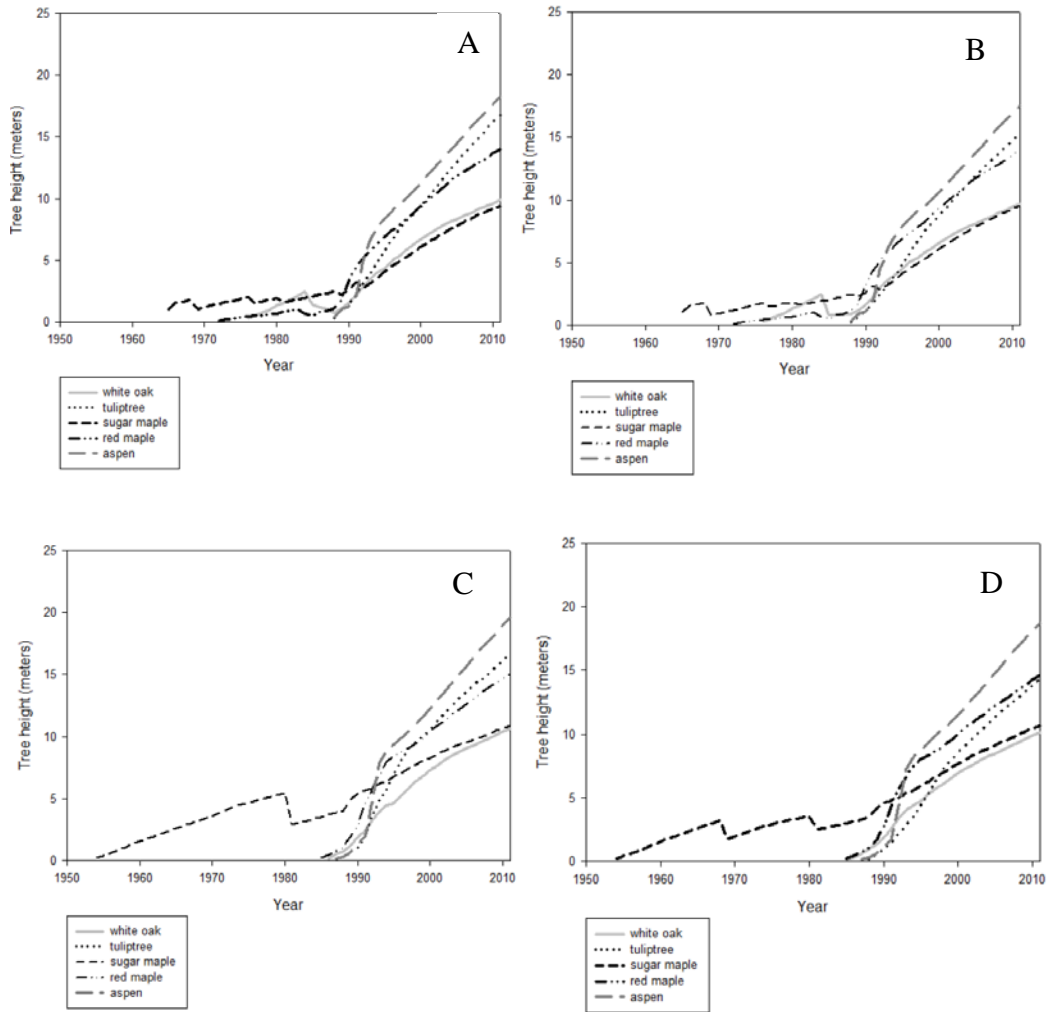 A
25
20
15
10
5
0
Tree height (meters)
1950 1960 1970 1980 1990 2000 2010
Year
white oak
tuliptree
sugar maple
red maple
aspen
B
25
20
15
10
5
0
Tree height (meters)
1950 1960 1970 1980 1990 2000 2010
Year
white oak
tuliptree
sugar maple
red maple
aspen
C
25
20
15
10
5
0
Tree height (meters)
1950 1960 1970 1980 1990 2000 2010
Year
white oak
tuliptree
sugar maple
red maple
aspen
D
25
20
15
10
5
0
Tree height (meters)
1950 1960 1970 1980 1990 2000 2010
Year
white oak
tuliptree
sugar maple
red maple
aspen